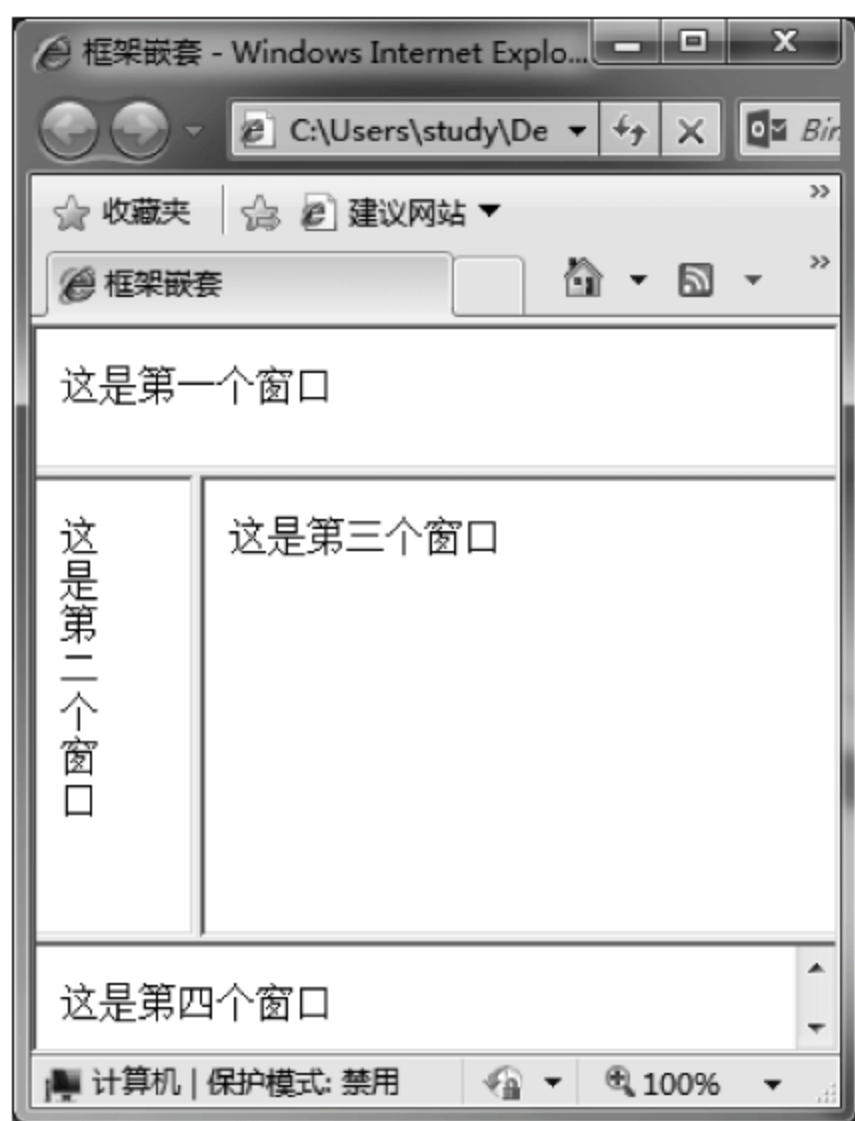 框架嵌套 - Windows Internet Explo...
C:\Users\study\De
Bin
收藏夹
建议网站
框架嵌套
这是第一个窗口
这是第二个窗口
这是第三个窗口
这是第四个窗口
计算机 | 保护模式: 禁用
100%